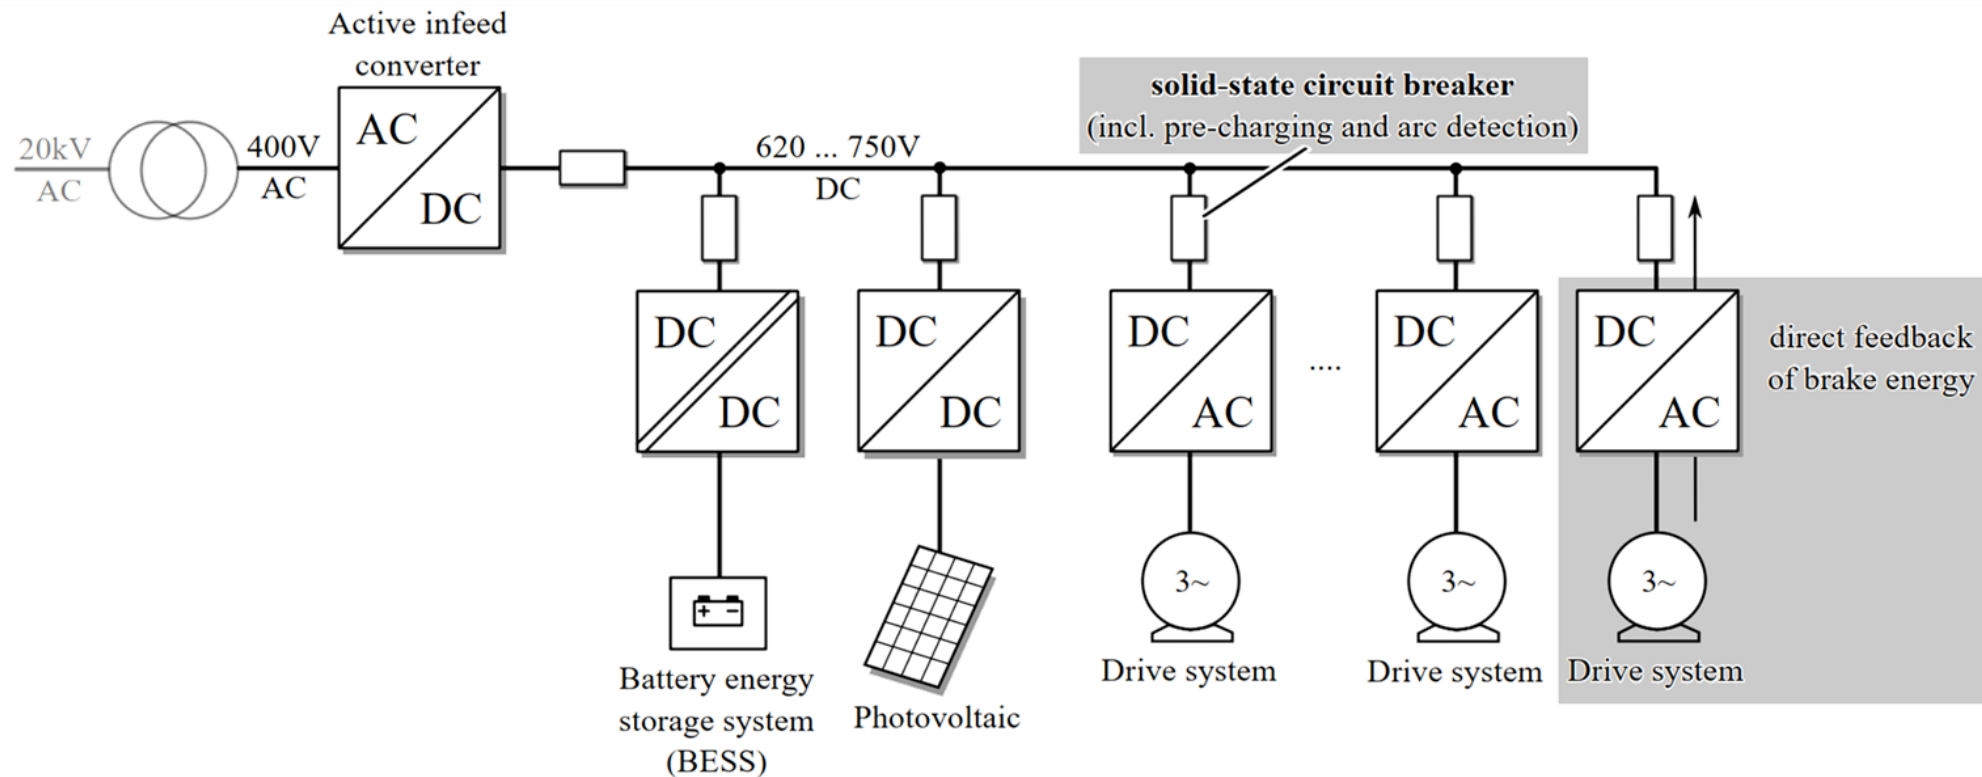 Active infeed
converter
solid-state circuit breaker
(incl. pre-charging and arc detection)
20kV
AC
400V
AC
AC
DC
620 ... 750V
DC
DC
DC
DC
DC
DC
AC
....
DC
AC
DC
AC
direct feedback
of brake energy
+ −
3~
3~
3~
Battery energy
storage system
(BESS)
Photovoltaic
Drive system
Drive system
Drive system